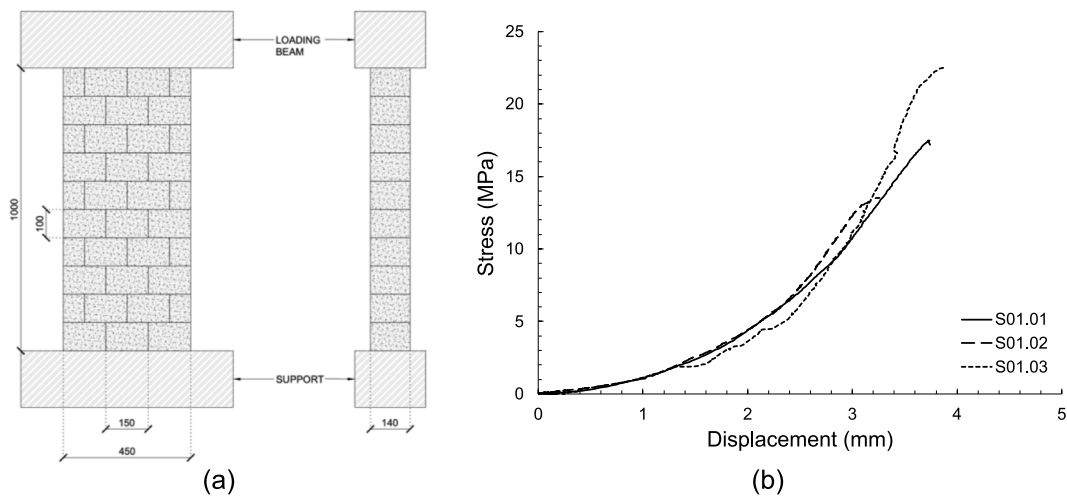 LOADING
BEAM
1000
100
SUPPORT
150
450
140
(a)
25
20
15
10
5
0
0
1
2
3
4
5
Stress (MPa)
Displacement (mm)
S01.01
S01.02
S01.03
(b)